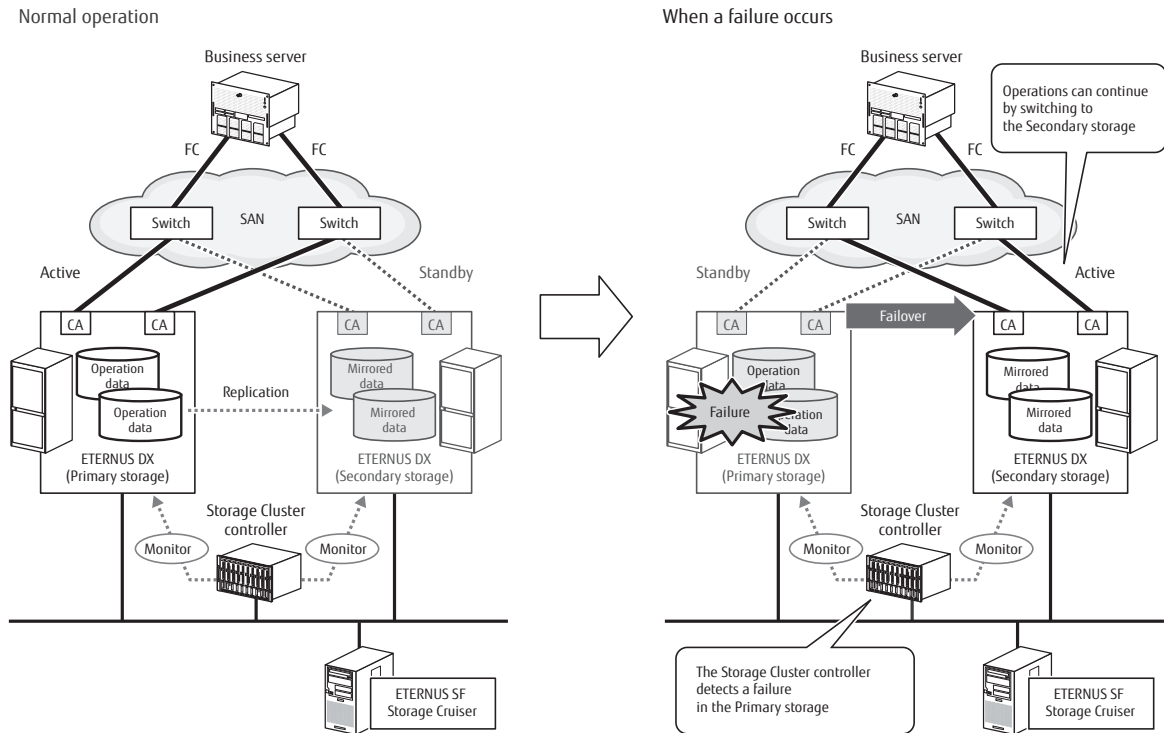 Normal operation
Business server
FC
FC
Switch
SAN
Switch
Active
Standby
CA
CA
CA
CA
Operation
data
Operation
data
Replication
Mirrored
data
Mirrored
data
ETERNUS DX
(Primary storage)
ETERNUS DX
(Secondary storage)
Storage Cluster
controller
Monitor
Monitor
ETERNUS SF
Storage Cruiser
When a failure occurs
Business server
Operations can continue
by switching to
the Secondary storage
FC
FC
Switch
SAN
Switch
Standby
Active
CA
CA
Failover
CA
CA
Operation
data
Operation
data
Failure
Mirrored
data
Mirrored
data
ETERNUS DX
(Primary storage)
ETERNUS DX
(Secondary storage)
Storage Cluster
controller
Monitor
Monitor
The Storage Cluster controller
detects a failure
in the Primary storage
ETERNUS SF
Storage Cruiser